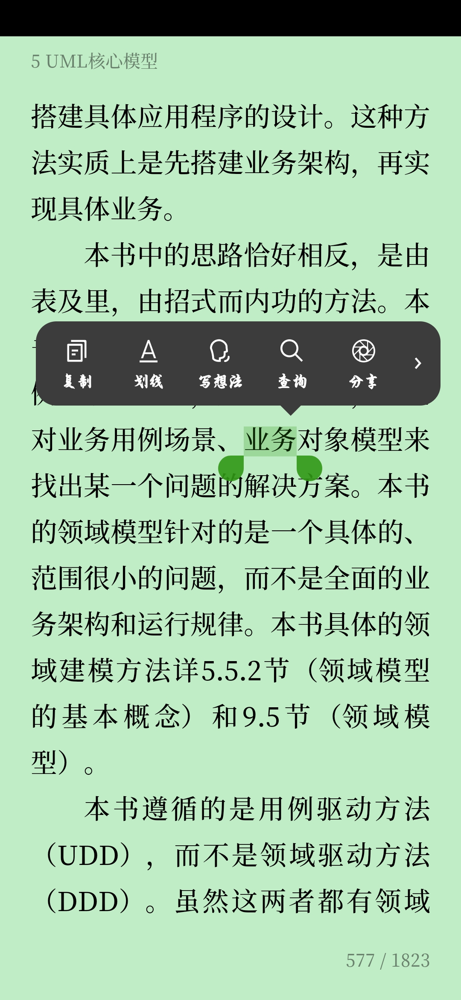 5 UML核心模型
搭建具体应用程序的设计。这种方
法实质上是先搭建业务架构，再实
现具体业务。
本书中的思路恰好相反，是由
表及里，由招式而内功的方法。本
复制 划线 写想法 查询 分享
对业务用例场景、业务对象模型来
找出某一个问题的解决方案。本书
的领域模型针对的是一个具体的、
范围很小的问题，而不是全面的业
务架构和运行规律。本书具体的领
域建模方法详5.5.2节（领域模型
的基本概念）和9.5节（领域模
型）。
本书遵循的是用例驱动方法
（UDD），而不是领域驱动方法
（DDD）。虽然这两者都有领域
577 / 1823